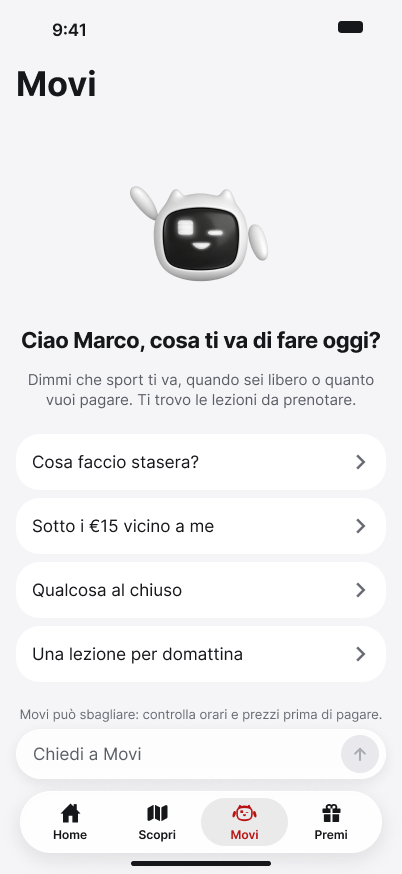 9:41
Movi
Ciao Marco, cosa ti va di fare oggi?
Dimmi che sport ti va, quando sei libero o quanto
vuoi pagare. Ti trovo le lezioni da prenotare.
Cosa faccio stasera?
Sotto i €15 vicino a me
Qualcosa al chiuso
Una lezione per domattina
Movi può sbagliare: controlla orari e prezzi prima di pagare.
Chiedi a Movi
Home
Scopri
Movi
Premi